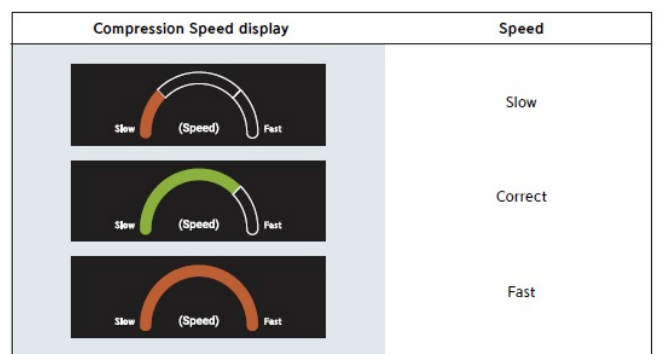 Compression Speed display Speed
Slow (Speed) Fast Slow
Slow (Speed) Fast Correct
Slow (Speed) Fast Fast